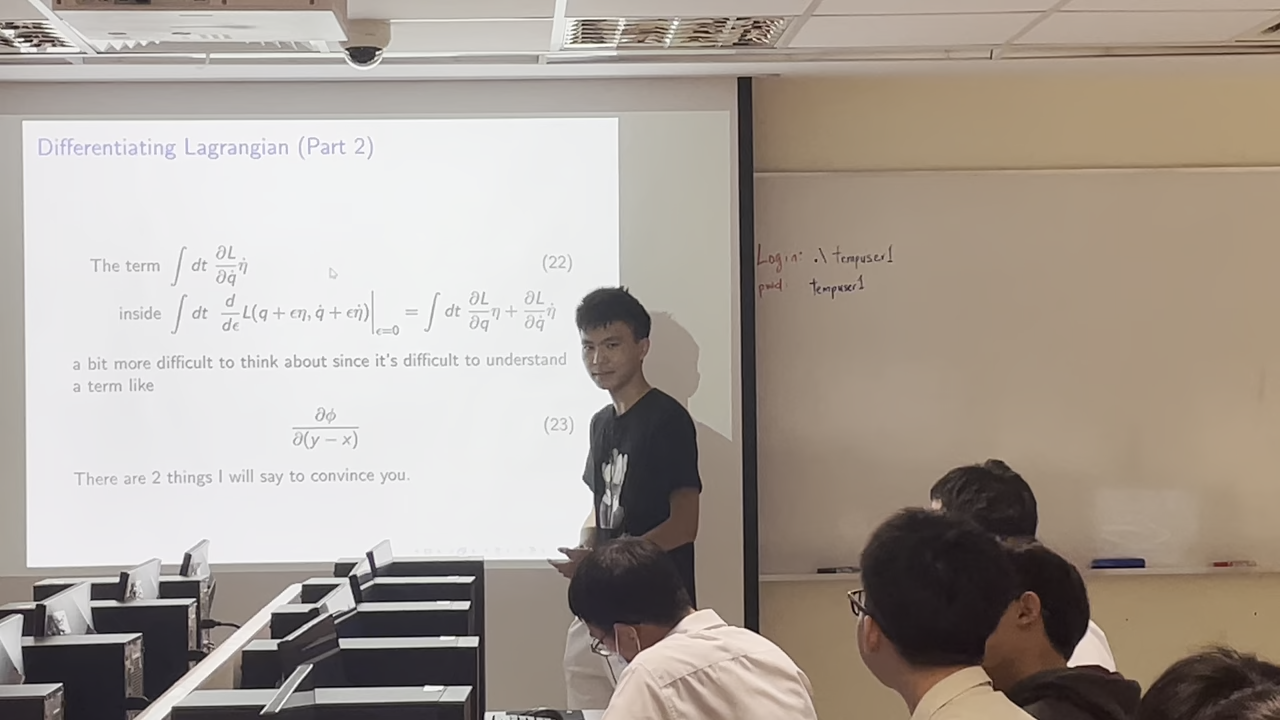 Differentiating Lagrangian (Part 2)
The term ∫ dt ∂L/∂q̇ η̇ (22)
inside ∫ dt d/dϵ L(q + ϵη, q̇ + ϵη̇)|ϵ=0 = ∫ dt ∂L/∂q η + ∂L/∂q̇ η̇
a bit more difficult to think about since it's difficult to understand
a term like
∂ϕ/∂(y − x) (23)
There are 2 things I will say to convince you.
Login: .\tempuser1
pwd: tempuser1